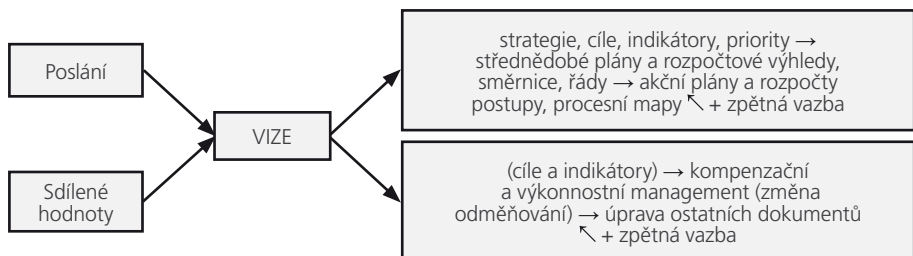 Poslání
Sdílené
hodnoty
VIZE
strategie, cíle, indikátory, priority →
střednědobé plány a rozpočtové výhledy,
směrnice, řády → akční plány a rozpočty
postupy, procesní mapy ↖ + zpětná vazba
(cíle a indikátory) → kompenzační
a výkonnostní management (změna
odměňování) → úprava ostatních dokumentů
↖ + zpětná vazba